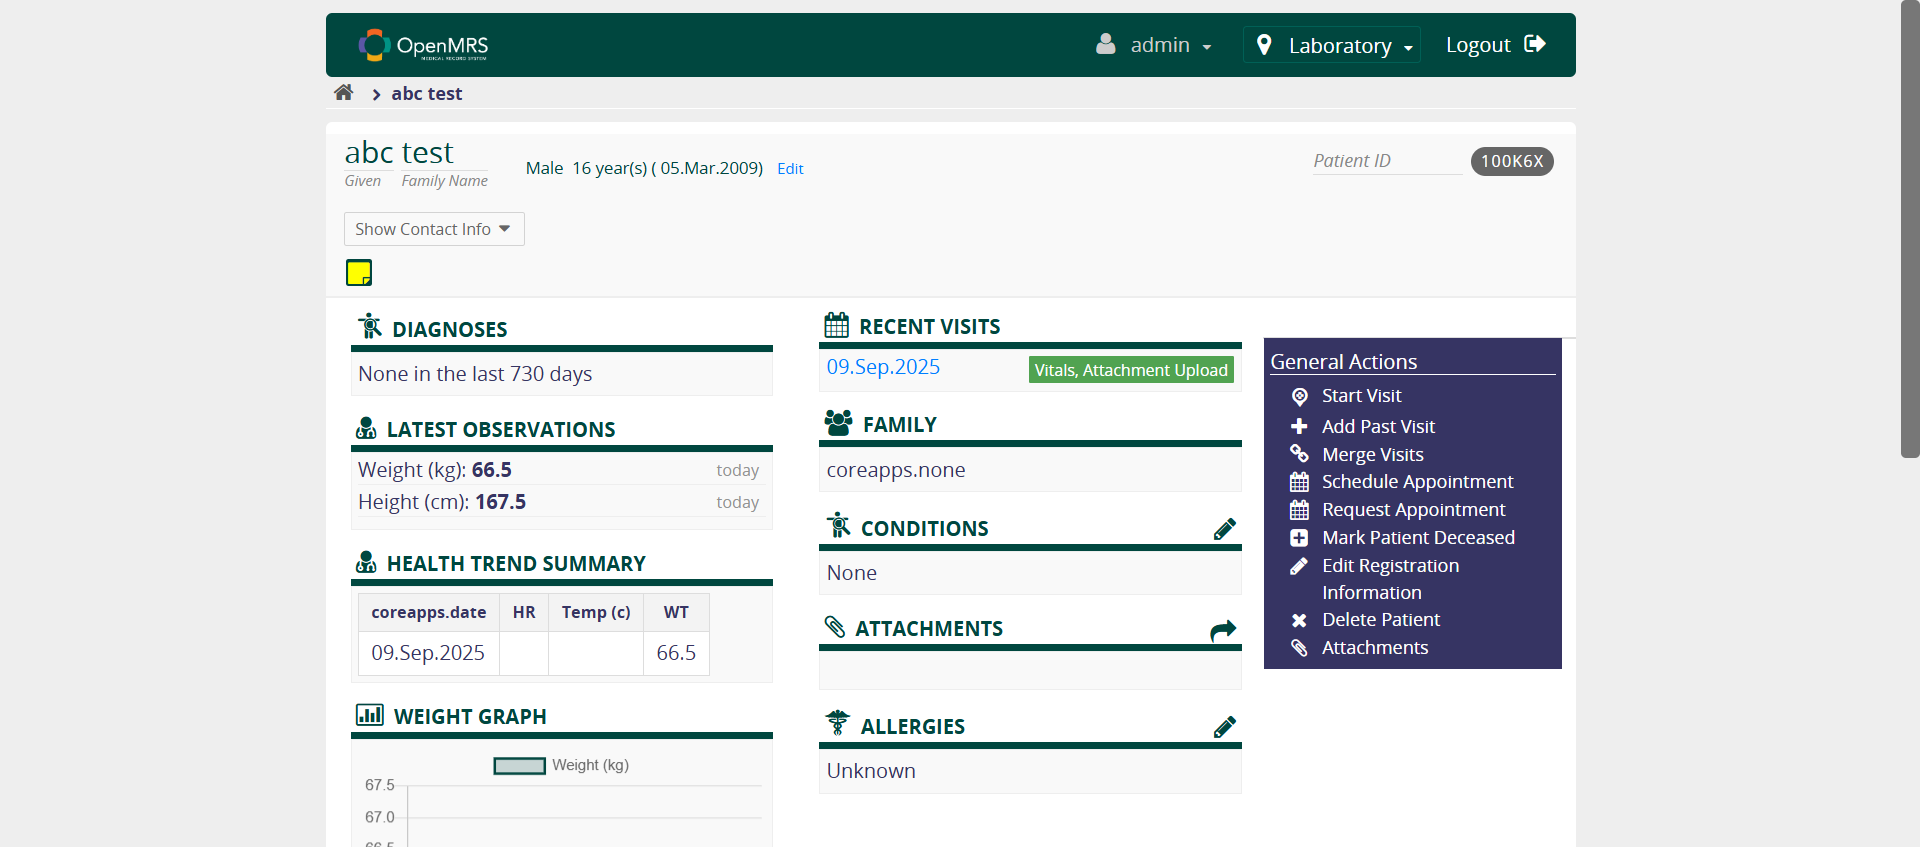 OpenMRS
MEDICAL RECORD SYSTEM
admin
Laboratory
Logout
abc test
abc test
Given Family Name
Male 16 year(s) ( 05.Mar.2009) Edit
Patient ID 100K6X
Show Contact Info
DIAGNOSES
None in the last 730 days
LATEST OBSERVATIONS
Weight (kg): 66.5 today
Height (cm): 167.5 today
HEALTH TREND SUMMARY
coreapps.date HR Temp (c) WT
09.Sep.2025 66.5
WEIGHT GRAPH
Weight (kg)
67.5
67.0
66.5
RECENT VISITS
09.Sep.2025 Vitals, Attachment Upload
FAMILY
coreapps.none
CONDITIONS
None
ATTACHMENTS
ALLERGIES
Unknown
General Actions
Start Visit
Add Past Visit
Merge Visits
Schedule Appointment
Request Appointment
Mark Patient Deceased
Edit Registration
Information
Delete Patient
Attachments